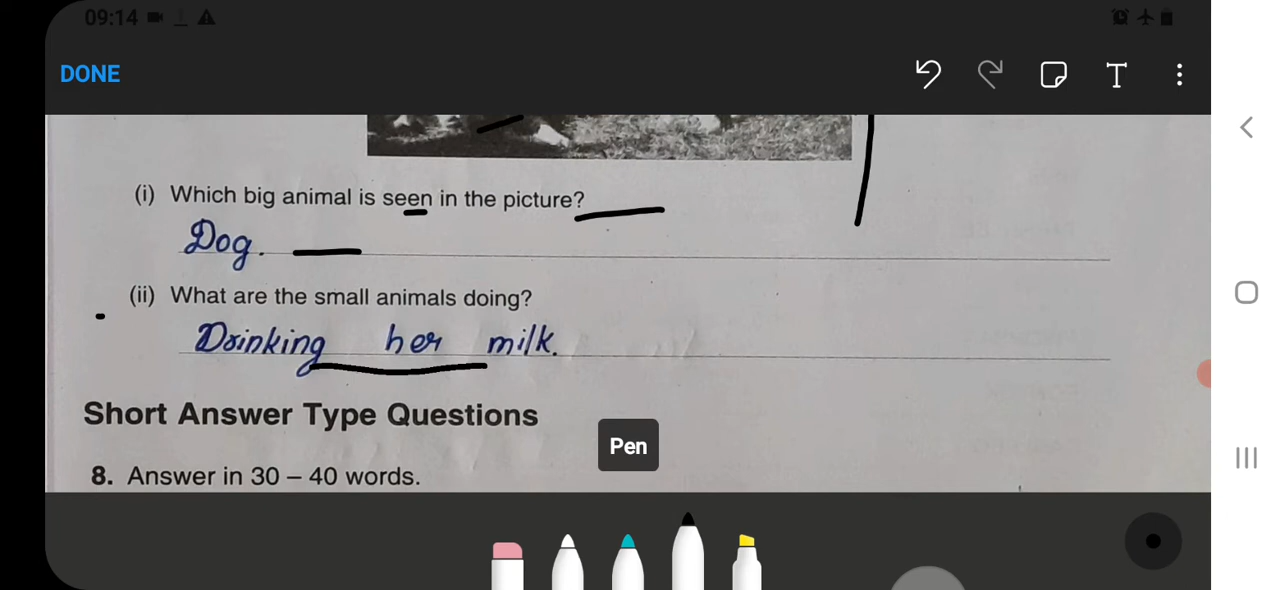 09:14
DONE
T
(i) Which big animal is seen in the picture?
Dog.
(ii) What are the small animals doing?
Drinking her milk.
Short Answer Type Questions
Pen
8. Answer in 30 – 40 words.